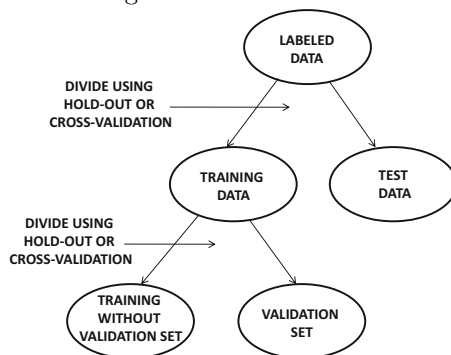 LABELED
DATA
DIVIDE USING
HOLD-OUT OR
CROSS-VALIDATION
TRAINING
DATA
TEST
DATA
DIVIDE USING
HOLD-OUT OR
CROSS-VALIDATION
TRAINING
WITHOUT
VALIDATION SET
VALIDATION
SET